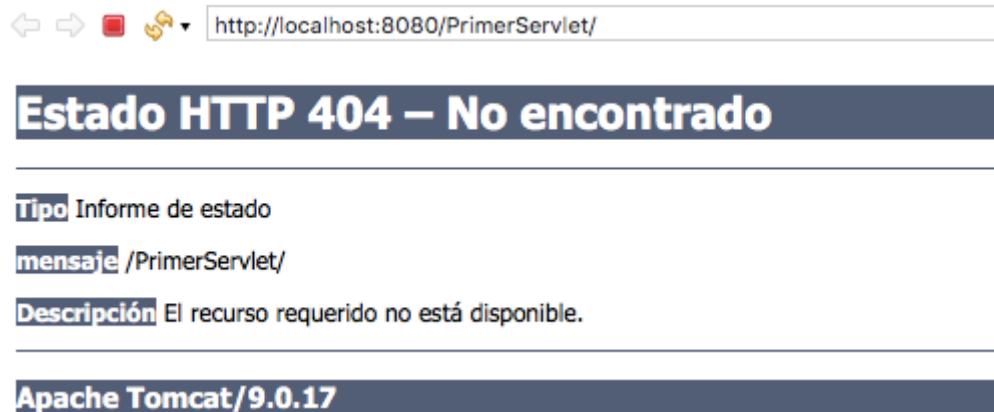 http://localhost:8080/PrimerServlet/
Estado HTTP 404 – No encontrado
Tipo Informe de estado
mensaje /PrimerServlet/
Descripción El recurso requerido no está disponible.
Apache Tomcat/9.0.17